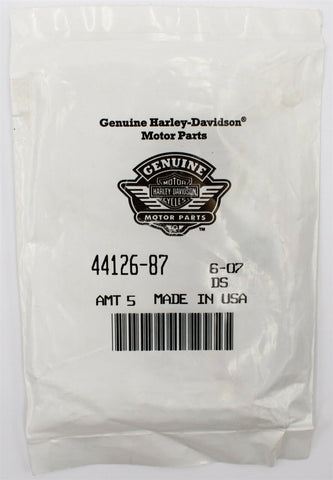 Genuine Harley-Davidson®
Motor Parts
GENUINE
MOTOR
HARLEY-DAVIDSON
CYCLES
MOTOR PARTS
™
44126-87 6-07
DS
AMT 5 MADE IN USA